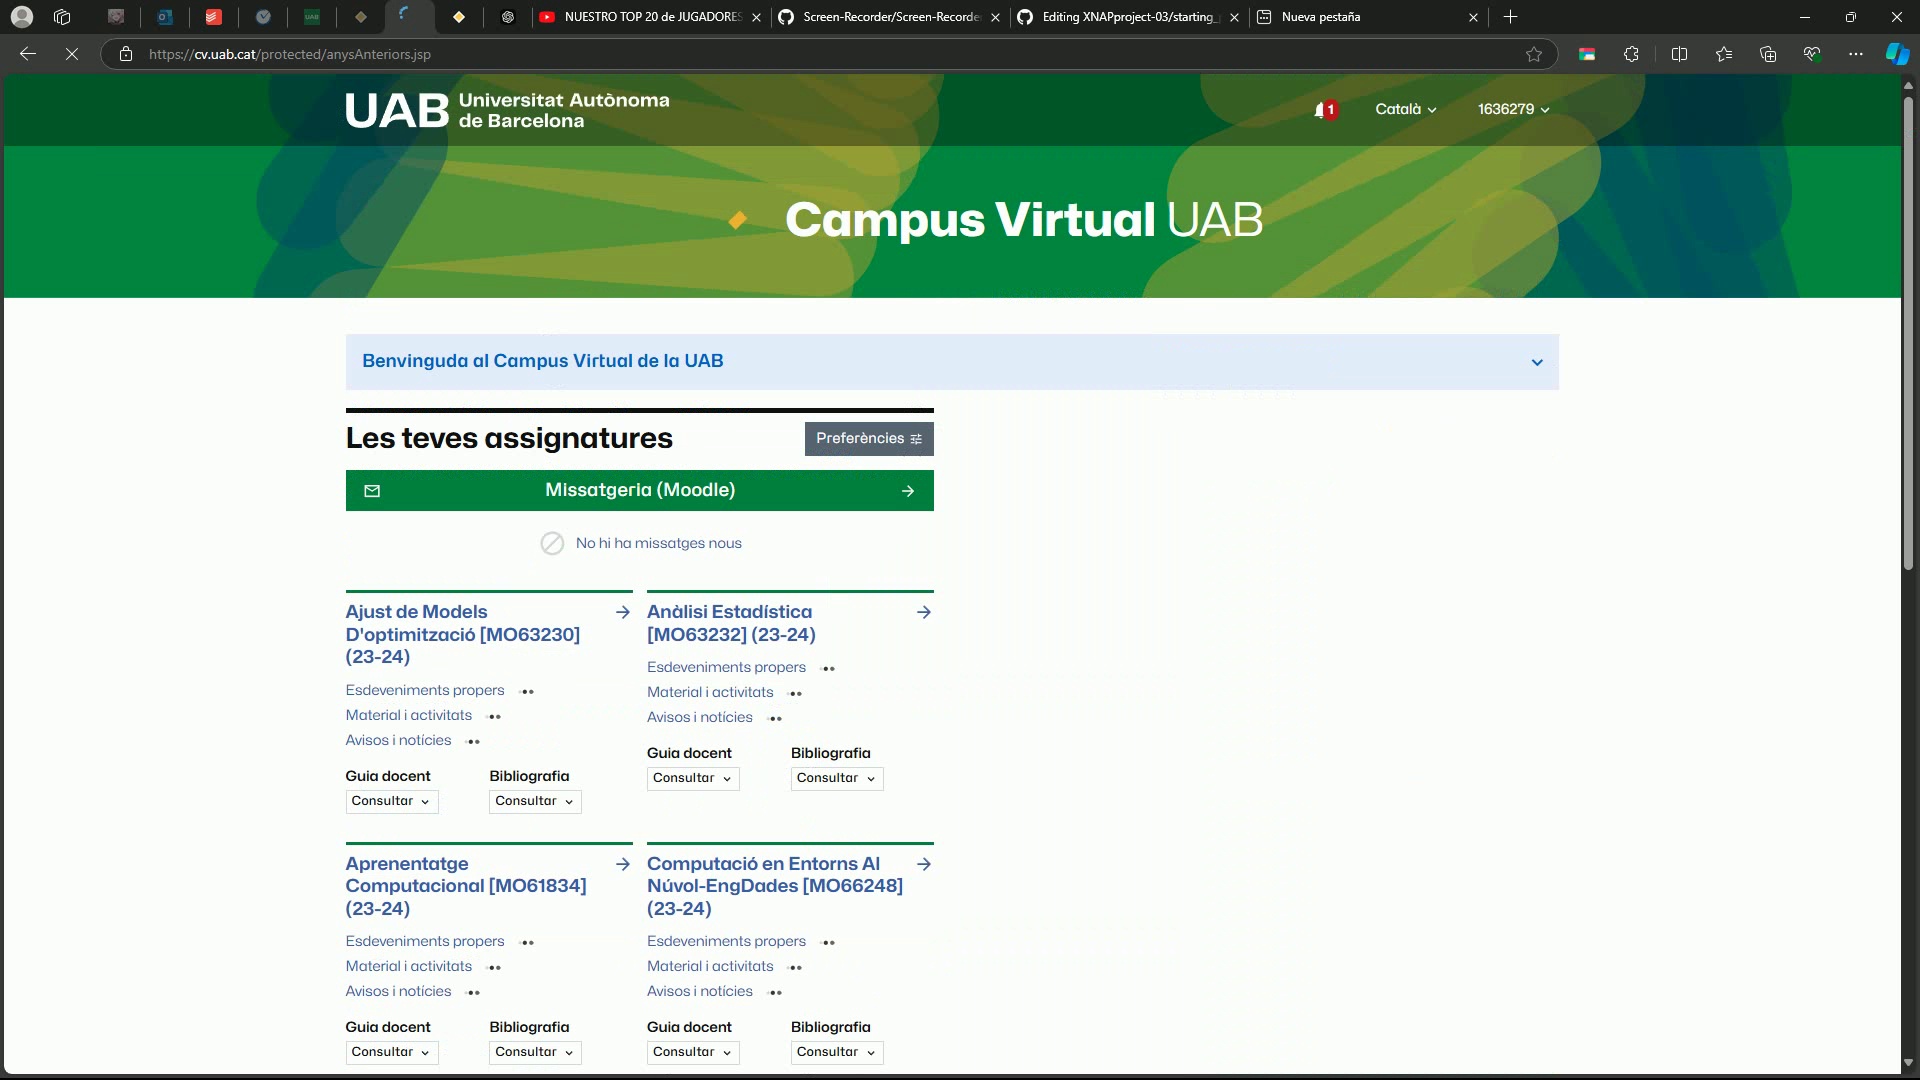 NUESTRO TOP 20 de JUGADORES
Screen-Recorder/Screen-Recorde
Editing XNAPproject-03/starting_
Nueva pestaña
https://cv.uab.cat/protected/anysAnteriors.jsp
UAB Universitat Autònoma
de Barcelona
1
Català
1636279
Campus Virtual UAB
Benvinguda al Campus Virtual de la UAB
Les teves assignatures
Preferències
Missatgeria (Moodle)
No hi ha missatges nous
Ajust de Models
D'optimització [MO63230]
(23-24)
Esdeveniments propers
Material i activitats
Avisos i notícies
Guia docent
Bibliografia
Consultar
Consultar
Anàlisi Estadística
[MO63232] (23-24)
Esdeveniments propers
Material i activitats
Avisos i notícies
Guia docent
Bibliografia
Consultar
Consultar
Aprenentatge
Computacional [MO61834]
(23-24)
Esdeveniments propers
Material i activitats
Avisos i notícies
Guia docent
Bibliografia
Consultar
Consultar
Computació en Entorns Al
Núvol-EngDades [MO66248]
(23-24)
Esdeveniments propers
Material i activitats
Avisos i notícies
Guia docent
Bibliografia
Consultar
Consultar